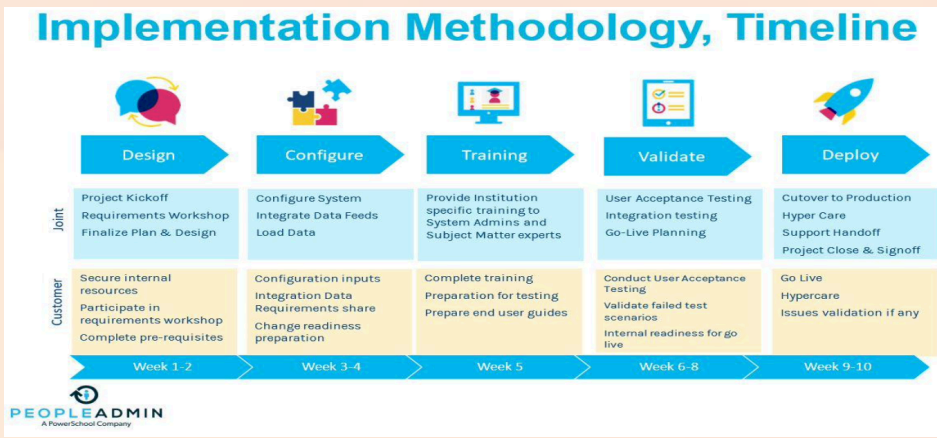 Implementation Methodology, Timeline
Design
Configure
Training
Validate
Deploy
Joint
Project Kickoff
Requirements Workshop
Finalize Plan & Design
Configure System
Integrate Data Feeds
Load Data
Provide Institution
specific training to
System Admins and
Subject Matter experts
User Acceptance Testing
Integration testing
Go-Live Planning
Cutover to Production
Hyper Care
Support Handoff
Project Close & Signoff
Customer
Secure internal
resources
Participate in
requirements workshop
Complete pre-requisites
Configuration inputs
Integration Data
Requirements share
Change readiness
preparation
Complete training
Preparation for testing
Prepare end user guides
Conduct User Acceptance
Testing
Validate failed test
scenarios
Internal readiness for go
live
Go Live
Hypercare
Issues validation if any
Week 1-2
Week 3-4
Week 5
Week 6-8
Week 9-10
PEOPLEADMIN
A PowerSchool Company